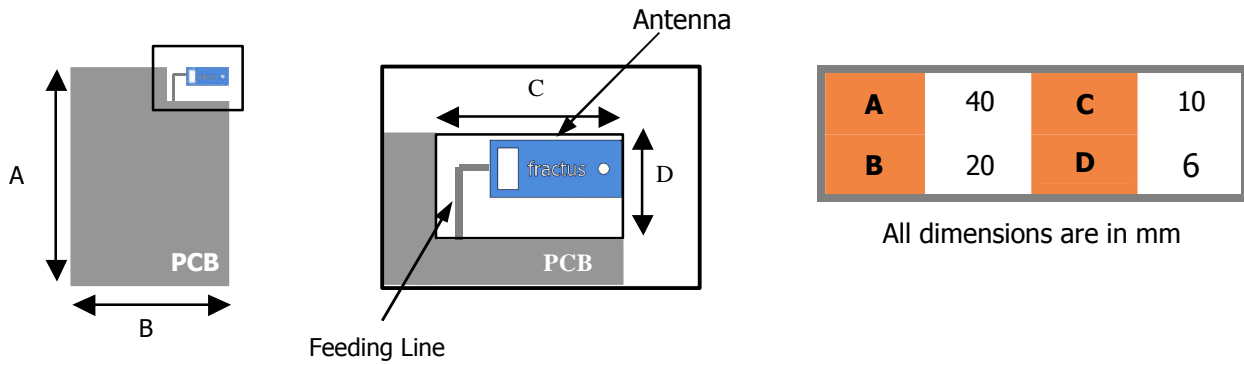 A
PCB
B
Antenna
C
fractus
D
PCB
Feeding Line
A 40 C 10
B 20 D 6
All dimensions are in mm